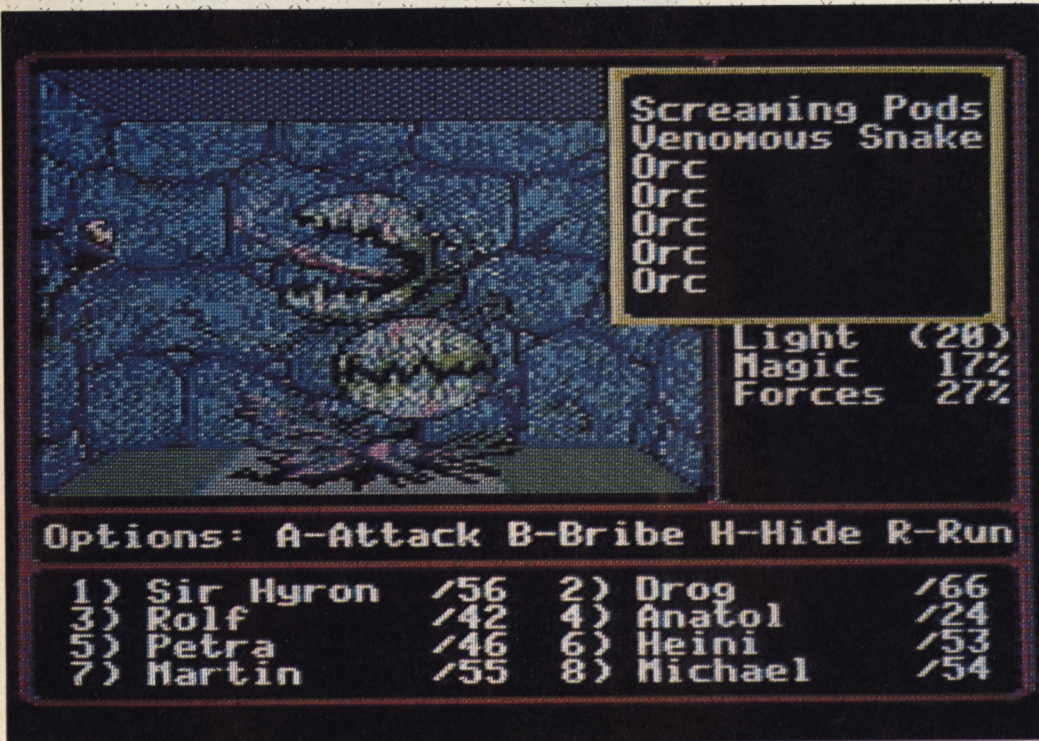 Screaming Pods
Venomous Snake
Orc
Orc
Orc
Orc
Orc
Light (20)
Magic 17%
Forces 27%
Options: A-Attack B-Bribe H-Hide R-Run
1) Sir Hyron /56 2) Drog /66
3) Rolf /42 4) Anatol /24
5) Petra /46 6) Heini /53
7) Martin /55 8) Michael /54